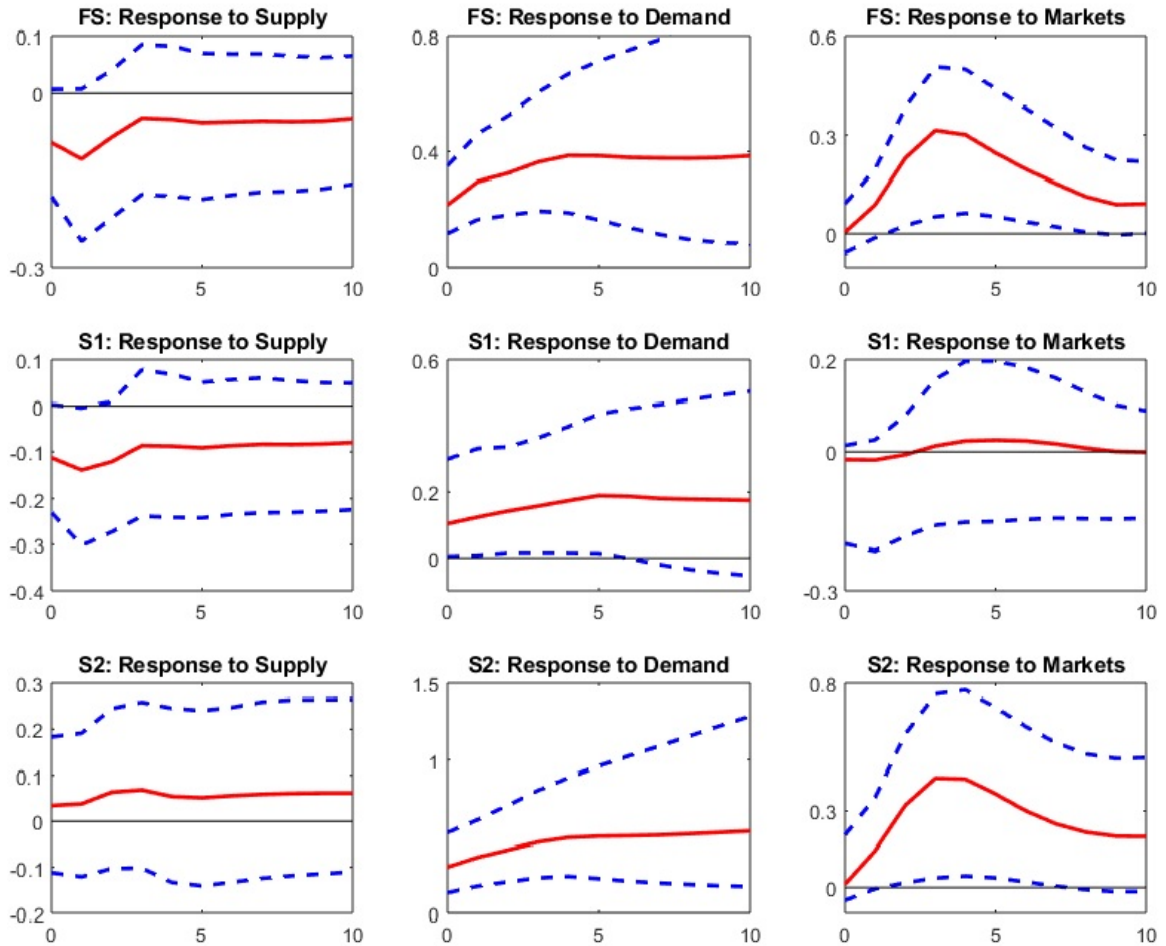 FS: Response to Supply
0.1
0
-0.3
0 5 10
FS: Response to Demand
0.8
0.4
0
0 5 10
FS: Response to Markets
0.6
0.3
0
0 5 10
S1: Response to Supply
0.1
0
-0.1
-0.2
-0.3
-0.4
0 5 10
S1: Response to Demand
0.6
0.2
0
0 5 10
S1: Response to Markets
0.2
0
-0.3
0 5 10
S2: Response to Supply
0.3
0.2
0.1
0
-0.1
-0.2
0 5 10
S2: Response to Demand
1.5
1
0
0 5 10
S2: Response to Markets
0.8
0.3
0
0 5 10